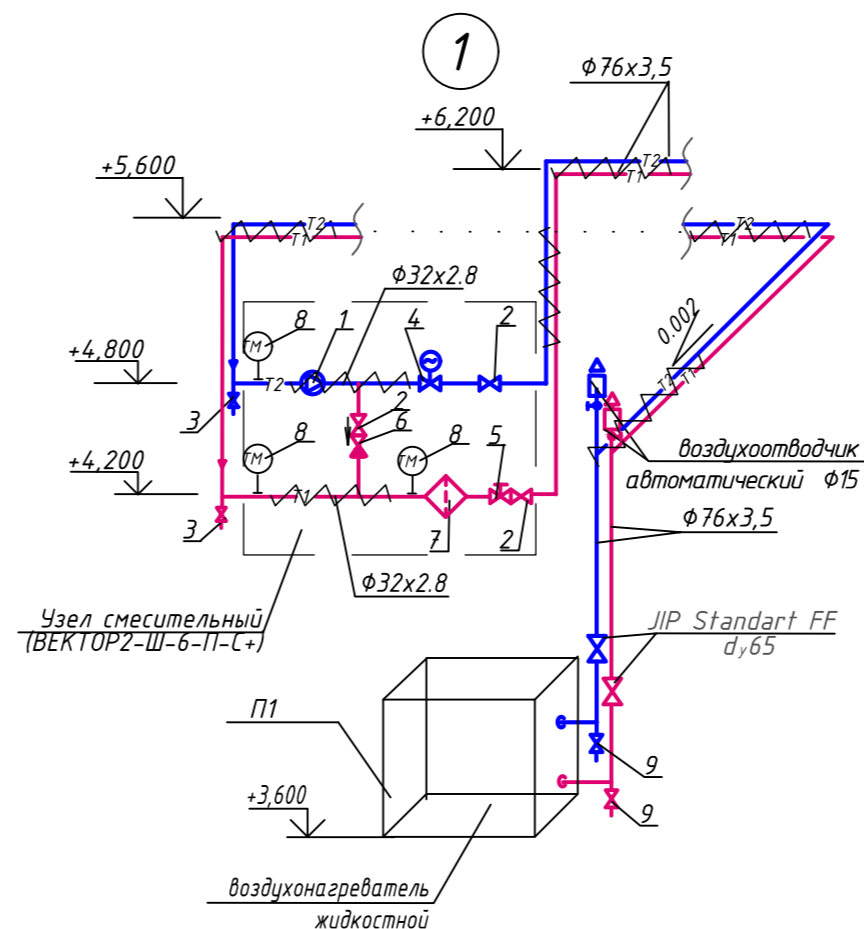 1
Ф76х3,5
+6,200
+5,600
Т2
Т1
Т2
Т1
Т2
Т1
Ф32х2.8
0.002
8
1
4
2
ТМ
+4,800
Т2
Т2
Т1
3
2
6
8
8
5
воздухоотводчик
автоматический Ф15
ТМ
ТМ
+4,200
Т1
3
7
2
Ф76х3,5
Ф32х2.8
Узел смесительный
(ВЕКТОР2-Ш-6-П-С+)
JIP Standart FF
dу65
П1
9
+3,600
9
воздухонагреватель
жидкостной